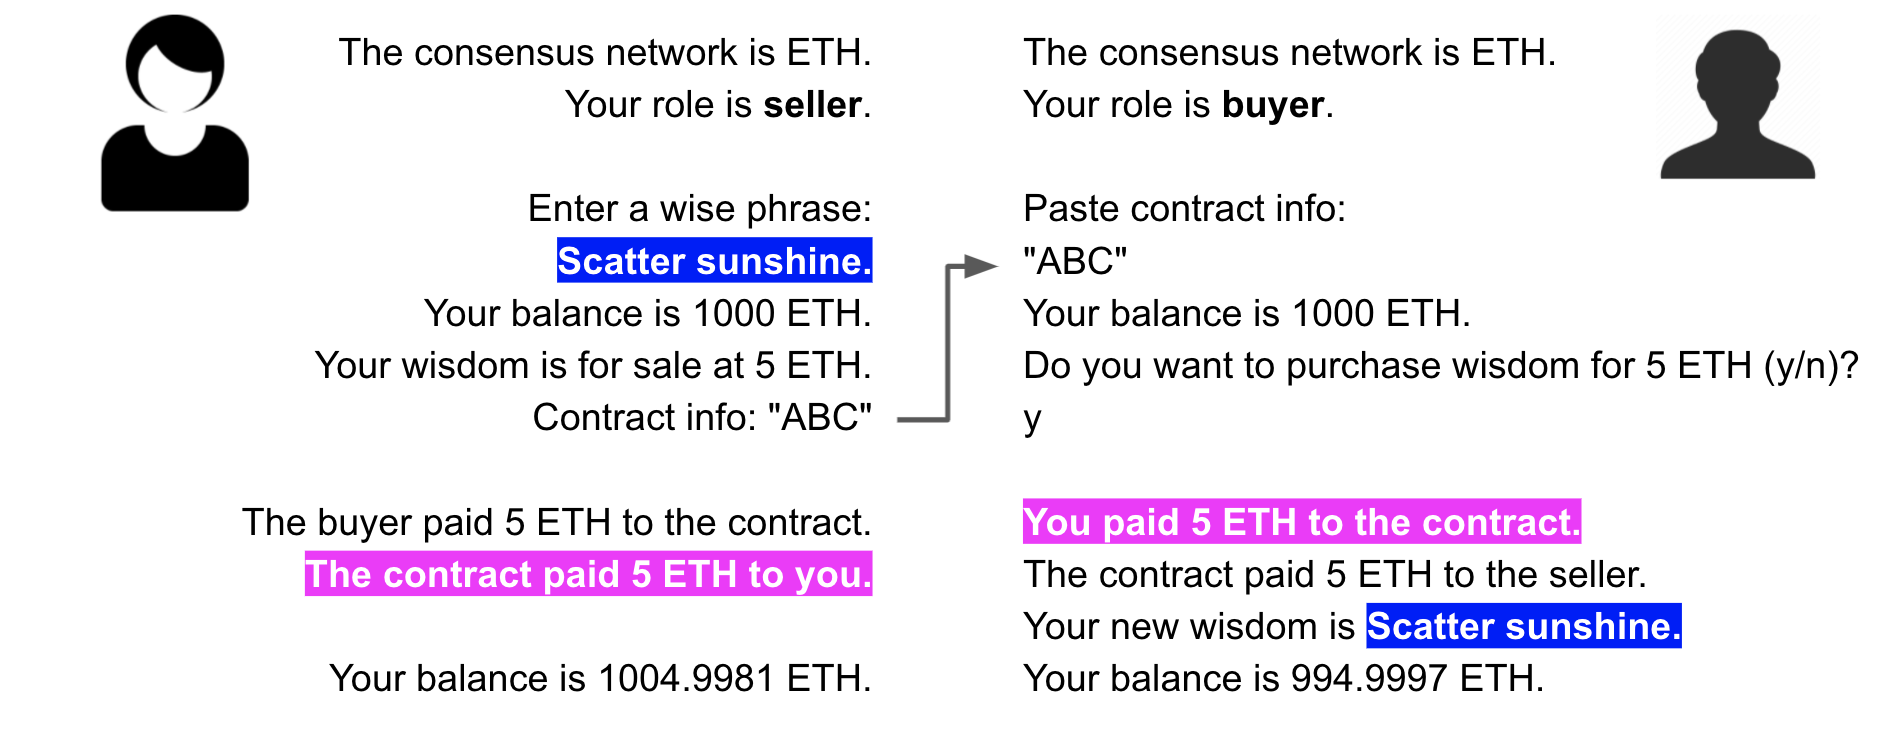 The consensus network is ETH.
Your role is seller.
Enter a wise phrase:
Scatter sunshine.
Your balance is 1000 ETH.
Your wisdom is for sale at 5 ETH.
Contract info: "ABC"
The buyer paid 5 ETH to the contract.
The contract paid 5 ETH to you.
Your balance is 1004.9981 ETH.
The consensus network is ETH.
Your role is buyer.
Paste contract info:
"ABC"
Your balance is 1000 ETH.
Do you want to purchase wisdom for 5 ETH (y/n)?
y
You paid 5 ETH to the contract.
The contract paid 5 ETH to the seller.
Your new wisdom is Scatter sunshine.
Your balance is 994.9997 ETH.